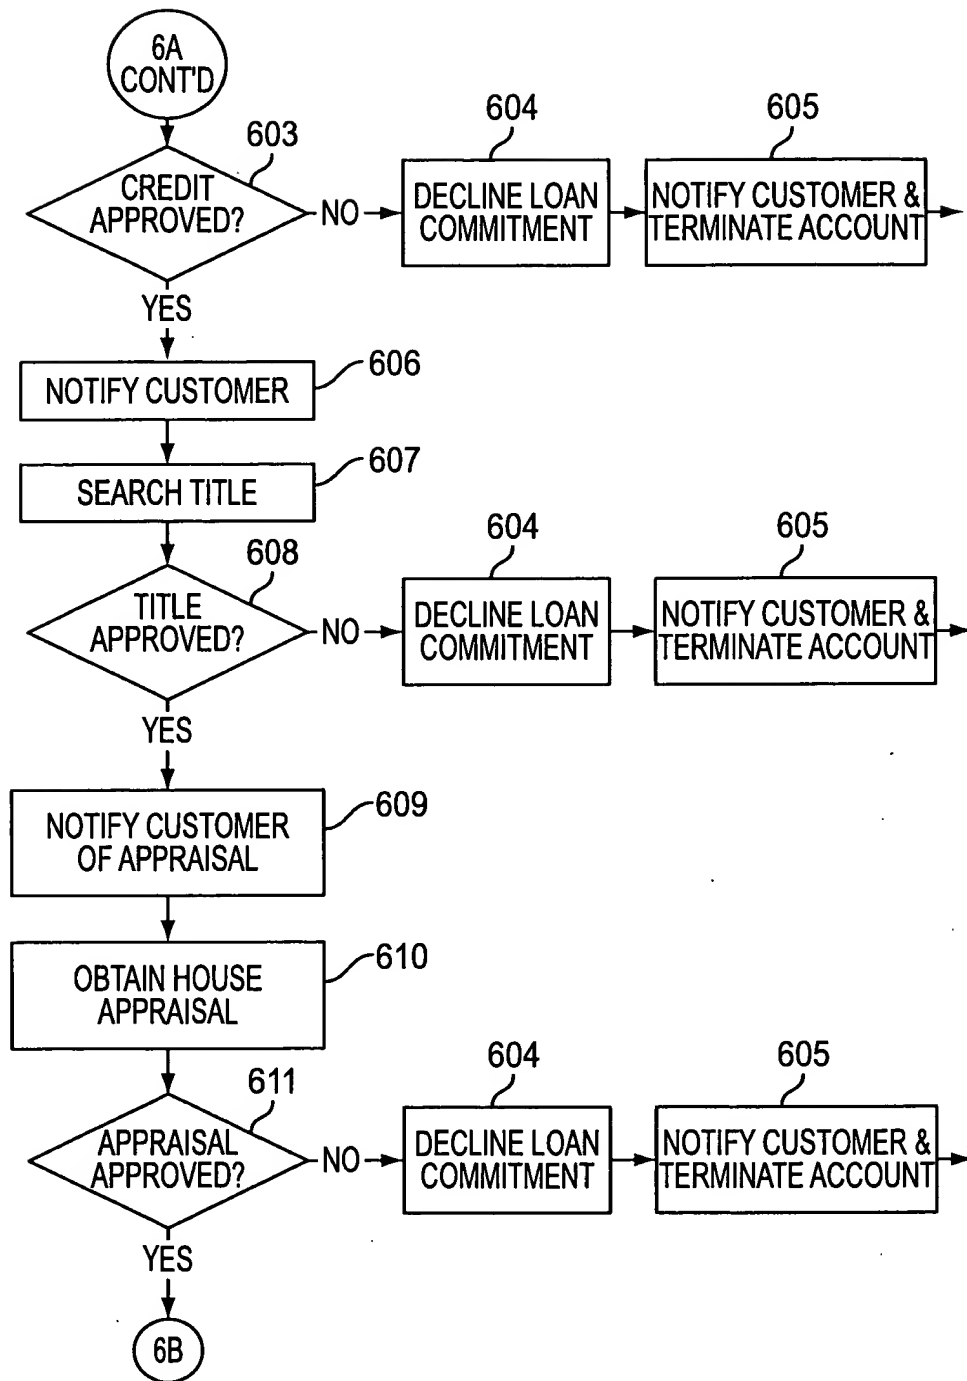 6A
CONT'D
603
CREDIT
APPROVED?
NO
604
DECLINE LOAN
COMMITMENT
605
NOTIFY CUSTOMER &
TERMINATE ACCOUNT
YES
606
NOTIFY CUSTOMER
607
SEARCH TITLE
608
TITLE
APPROVED?
NO
604
DECLINE LOAN
COMMITMENT
605
NOTIFY CUSTOMER &
TERMINATE ACCOUNT
YES
609
NOTIFY CUSTOMER
OF APPRAISAL
610
OBTAIN HOUSE
APPRAISAL
611
APPRAISAL
APPROVED?
NO
604
DECLINE LOAN
COMMITMENT
605
NOTIFY CUSTOMER &
TERMINATE ACCOUNT
YES
6B